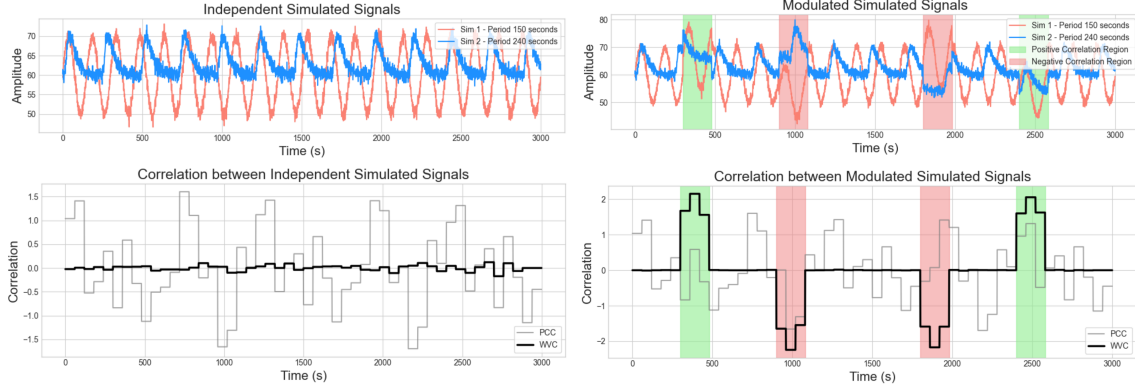 Independent Simulated Signals
Amplitude
70
65
60
55
50
Sim 1 - Period 150 seconds
Sim 2 - Period 240 seconds
0
500
1000
1500
2000
2500
3000
Time (s)
Modulated Simulated Signals
Amplitude
80
70
60
50
Sim 1 - Period 150 seconds
Sim 2 - Period 240 seconds
Positive Correlation Region
Negative Correlation Region
0
500
1000
1500
2000
2500
3000
Time (s)
Correlation between Independent Simulated Signals
Correlation
1.5
1.0
0.5
0.0
−0.5
−1.0
−1.5
PCC
WVC
0
500
1000
1500
2000
2500
3000
Time (s)
Correlation between Modulated Simulated Signals
Correlation
2
1
0
−1
−2
PCC
WVC
0
500
1000
1500
2000
2500
3000
Time (s)